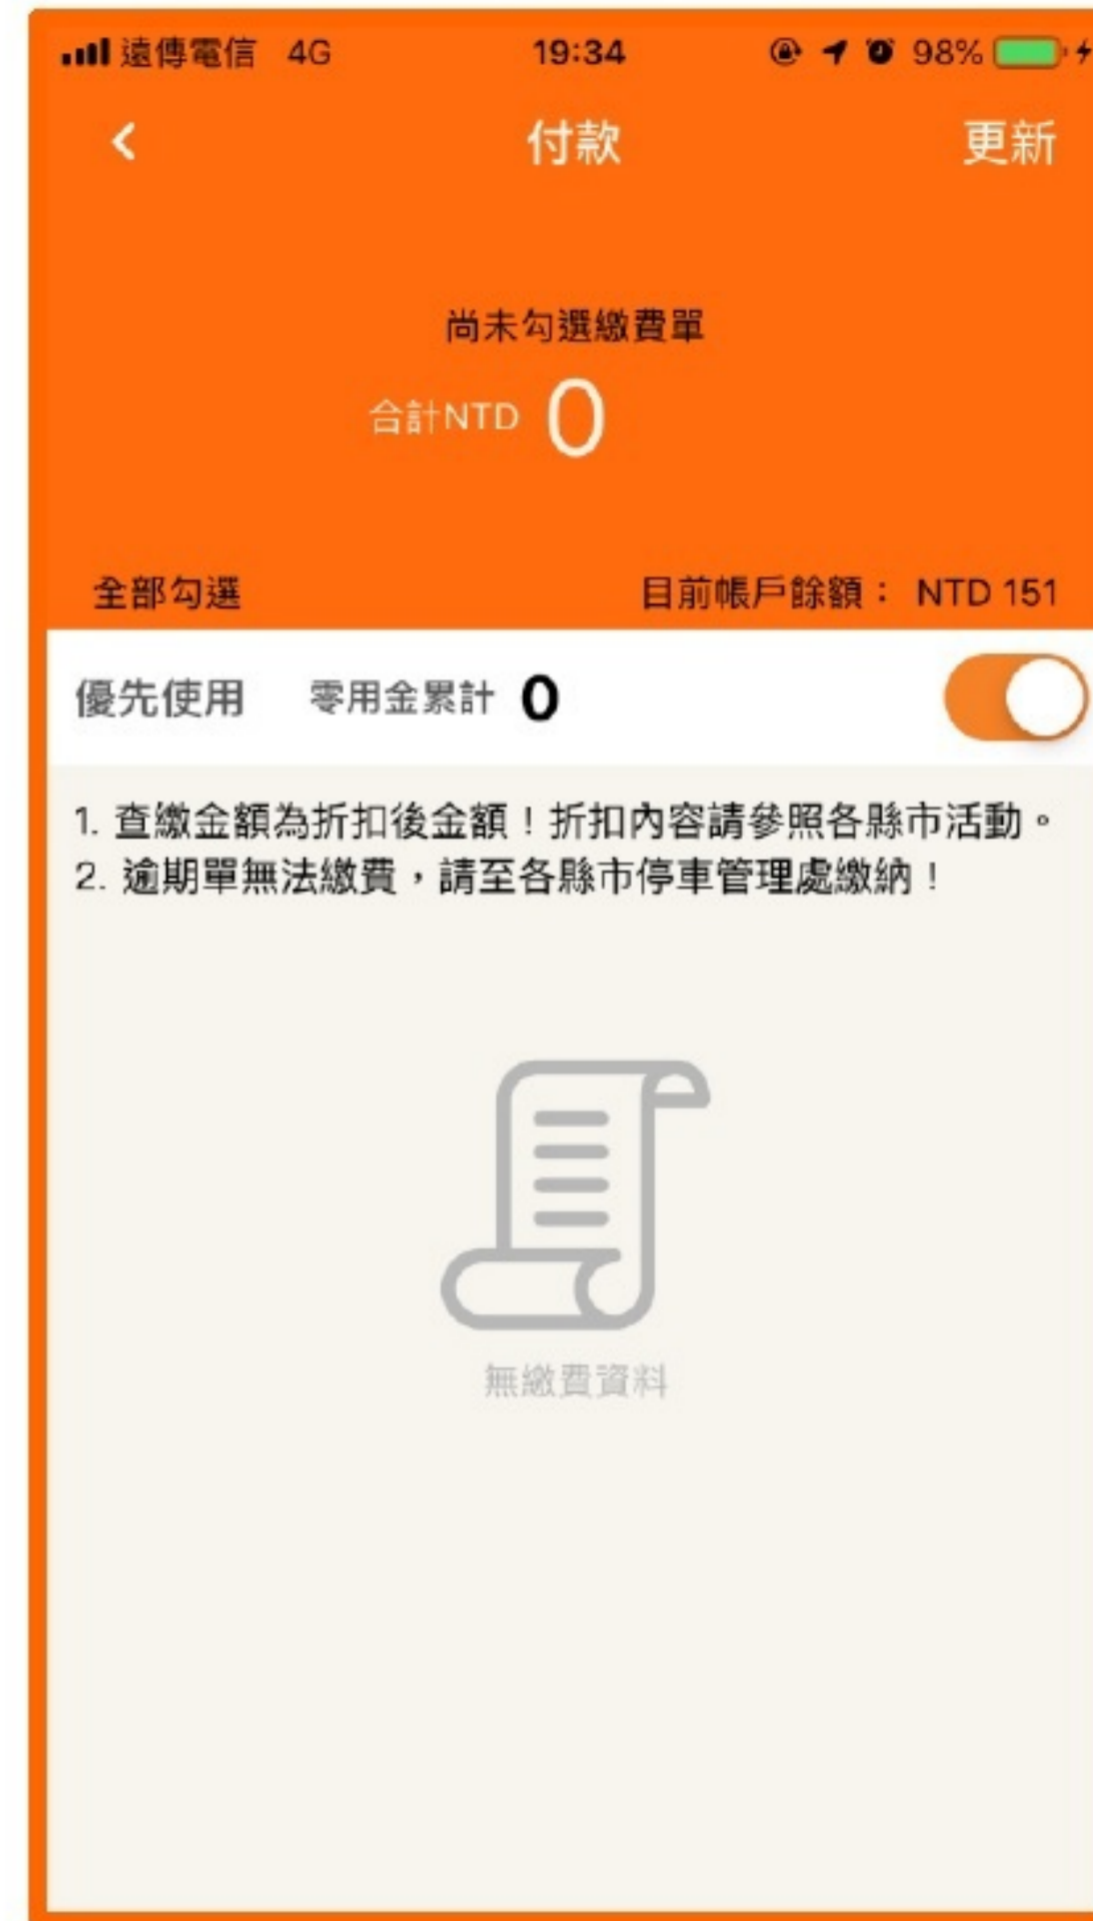 遠傳電信 4G 19:34 98%
付款 更新
尚未勾選繳費單
合計NTD 0
全部勾選 目前帳戶餘額： NTD 151
優先使用 零用金累計 0
1. 查繳金額為折扣後金額！折扣內容請參照各縣市活動。
2. 逾期單無法繳費，請至各縣市停車管理處繳納！
無繳費資料